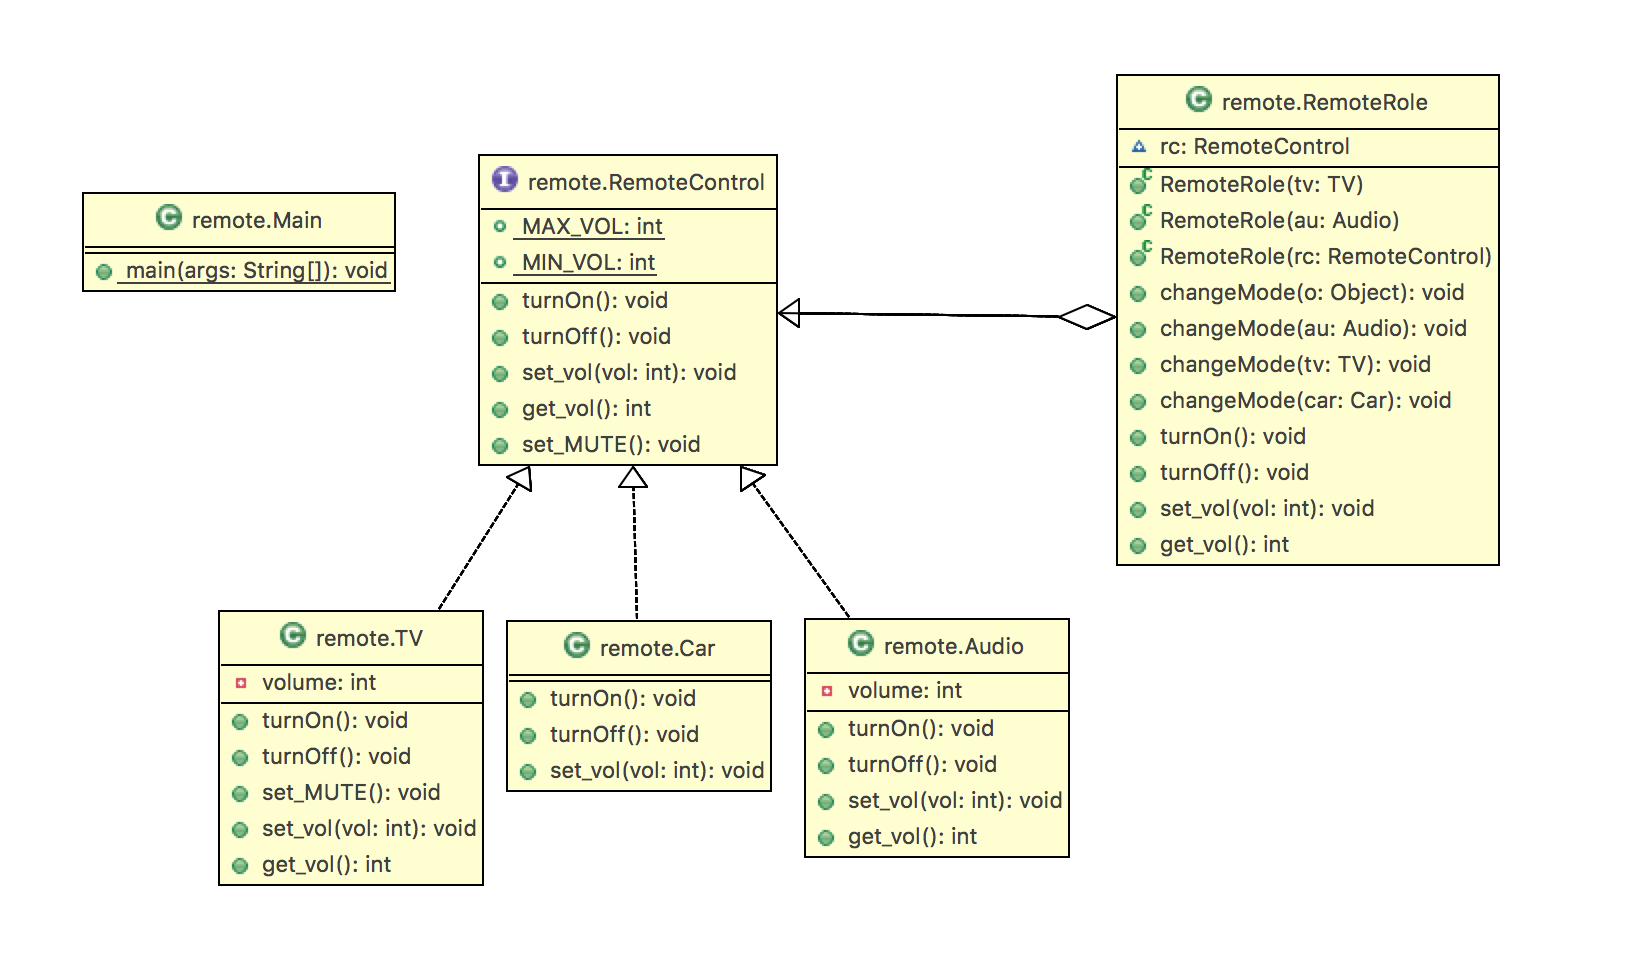 remote.Main
main(args: String[]): void
remote.RemoteControl
MAX_VOL: int
MIN_VOL: int
turnOn(): void
turnOff(): void
set_vol(vol: int): void
get_vol(): int
set_MUTE(): void
remote.RemoteRole
rc: RemoteControl
RemoteRole(tv: TV)
RemoteRole(au: Audio)
RemoteRole(rc: RemoteControl)
changeMode(o: Object): void
changeMode(au: Audio): void
changeMode(tv: TV): void
changeMode(car: Car): void
turnOn(): void
turnOff(): void
set_vol(vol: int): void
get_vol(): int
remote.TV
volume: int
turnOn(): void
turnOff(): void
set_MUTE(): void
set_vol(vol: int): void
get_vol(): int
remote.Car
turnOn(): void
turnOff(): void
set_vol(vol: int): void
remote.Audio
volume: int
turnOn(): void
turnOff(): void
set_vol(vol: int): void
get_vol(): int